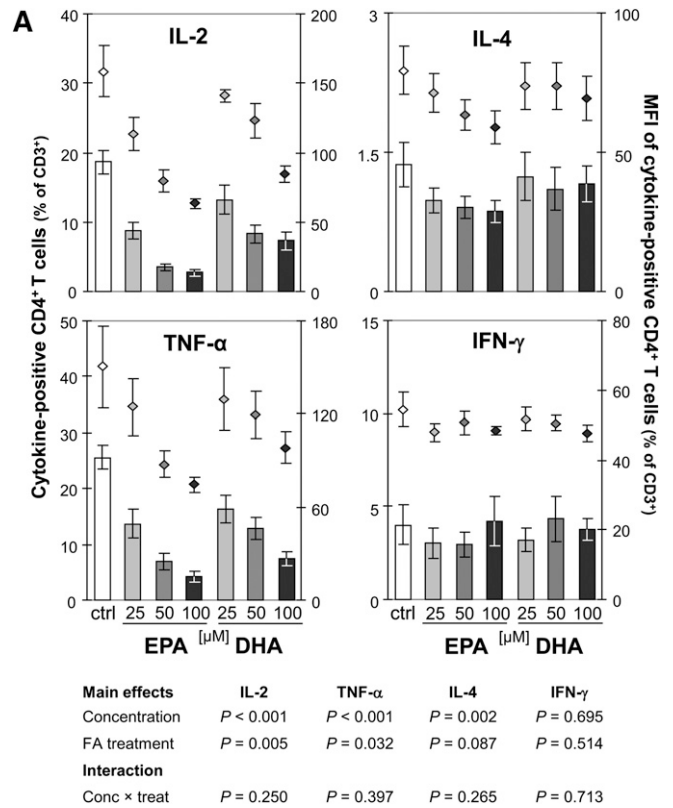 A
IL-2
IL-4
40
30
20
10
0
200
150
100
50
0
3
1.5
0
100
50
0
Cytokine-positive CD4⁺ T cells (% of CD3⁺)
MFI of cytokine-positive CD4⁺ T cells (% of CD3⁺)
TNF-α
IFN-γ
50
40
30
20
10
0
180
120
60
0
15
10
5
0
80
60
40
20
0
ctrl 25 50 100 25 50 100
EPA [µM] DHA
ctrl 25 50 100 25 50 100
EPA [µM] DHA
Main effects IL-2 TNF-α IL-4 IFN-γ
Concentration P < 0.001 P < 0.001 P = 0.002 P = 0.695
FA treatment P = 0.005 P = 0.032 P = 0.087 P = 0.514
Interaction
Conc × treat P = 0.250 P = 0.397 P = 0.265 P = 0.713